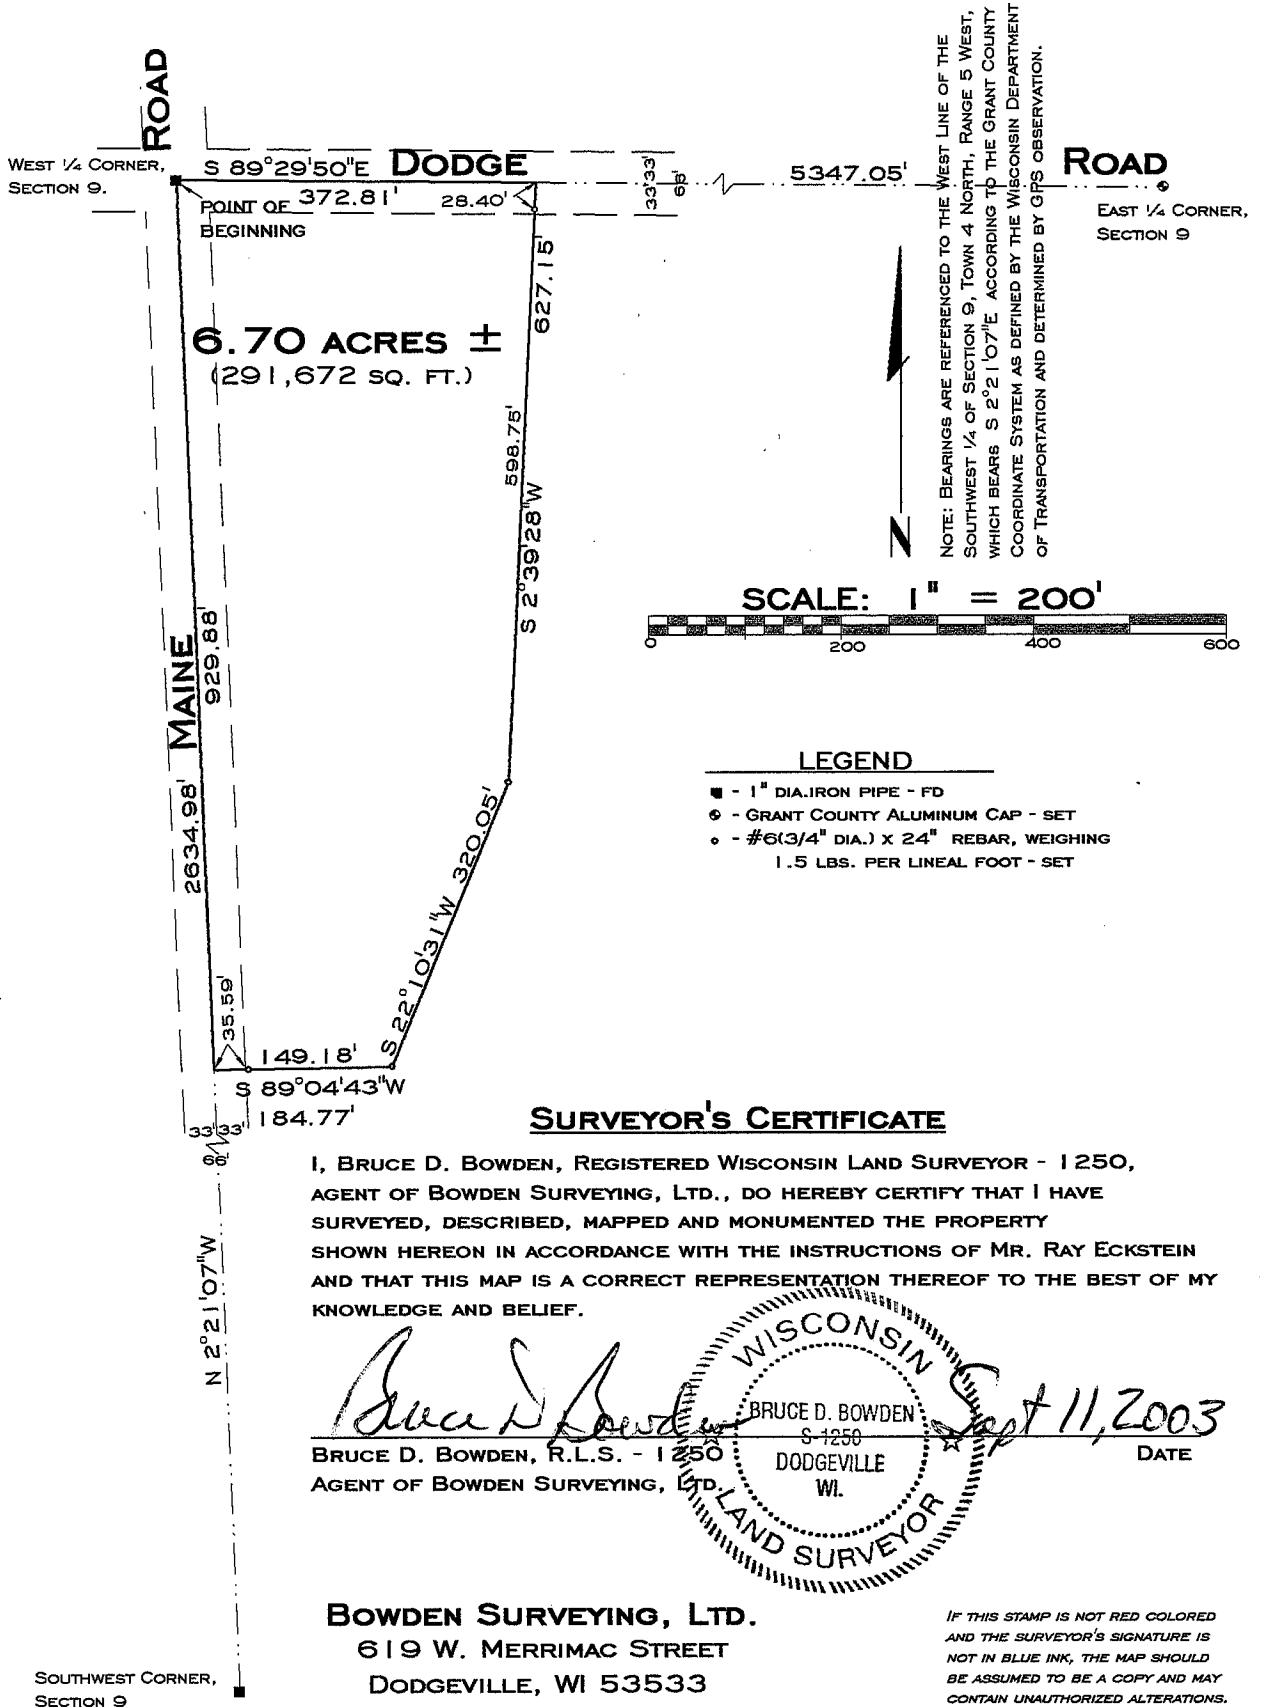 ROAD
WEST 1/4 CORNER,
SECTION 9.
S 89°29'50"E DODGE
372.81'
28.40'
POINT OF
BEGINNING
33' 33'
66'
5347.05'
ROAD
EAST 1/4 CORNER,
SECTION 9
NOTE: BEARINGS ARE REFERENCED TO THE WEST LINE OF THE
SOUTHWEST 1/4 OF SECTION 9, TOWN 4 NORTH, RANGE 5 WEST,
WHICH BEARS S 2°21'07"E ACCORDING TO THE GRANT COUNTY
COORDINATE SYSTEM AS DEFINED BY THE WISCONSIN DEPARTMENT
OF TRANSPORTATION AND DETERMINED BY GPS OBSERVATION.
627.15'
6.70 ACRES ±
(291,672 SQ. FT.)
598.75'
S 2°39'28"W
N
SCALE: 1" = 200'
0 200 400 600
MAINE
929.88'
2634.98'
LEGEND
- 1" DIA.IRON PIPE - FD
- GRANT COUNTY ALUMINUM CAP - SET
- #6(3/4" DIA.) X 24" REBAR, WEIGHING
1.5 LBS. PER LINEAL FOOT - SET
S 22°10'31"W 320.05'
35.59'
149.18'
S 89°04'43"W
184.77'
33' 33'
66'
N 2°21'07"W
SURVEYOR'S CERTIFICATE
I, BRUCE D. BOWDEN, REGISTERED WISCONSIN LAND SURVEYOR - 1250,
AGENT OF BOWDEN SURVEYING, LTD., DO HEREBY CERTIFY THAT I HAVE
SURVEYED, DESCRIBED, MAPPED AND MONUMENTED THE PROPERTY
SHOWN HEREON IN ACCORDANCE WITH THE INSTRUCTIONS OF MR. RAY ECKSTEIN
AND THAT THIS MAP IS A CORRECT REPRESENTATION THEREOF TO THE BEST OF MY
KNOWLEDGE AND BELIEF.
Bruce D Bowden Sept 11, 2003
BRUCE D. BOWDEN, R.L.S. - 1250
AGENT OF BOWDEN SURVEYING, LTD.
DATE
WISCONSIN
BRUCE D. BOWDEN
S-1250
DODGEVILLE
WI.
LAND SURVEYOR
BOWDEN SURVEYING, LTD.
619 W. MERRIMAC STREET
DODGEVILLE, WI 53533
IF THIS STAMP IS NOT RED COLORED
AND THE SURVEYOR'S SIGNATURE IS
NOT IN BLUE INK, THE MAP SHOULD
BE ASSUMED TO BE A COPY AND MAY
CONTAIN UNAUTHORIZED ALTERATIONS.
SOUTHWEST CORNER,
SECTION 9